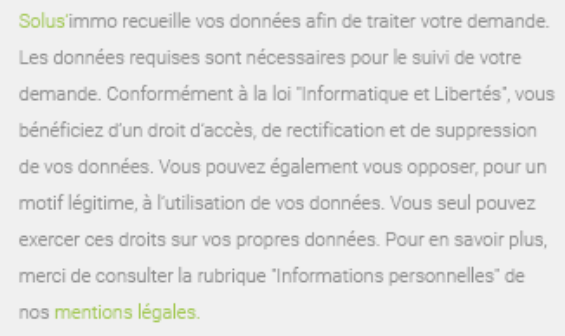 Solus'immo recueille vos données afin de traiter votre demande.
Les données requises sont nécessaires pour le suivi de votre
demande. Conformément à la loi "Informatique et Libertés", vous
bénéficiez d'un droit d'accès, de rectification et de suppression
de vos données. Vous pouvez également vous opposer, pour un
motif légitime, à l'utilisation de vos données. Vous seul pouvez
exercer ces droits sur vos propres données. Pour en savoir plus,
merci de consulter la rubrique "Informations personnelles" de
nos mentions légales.